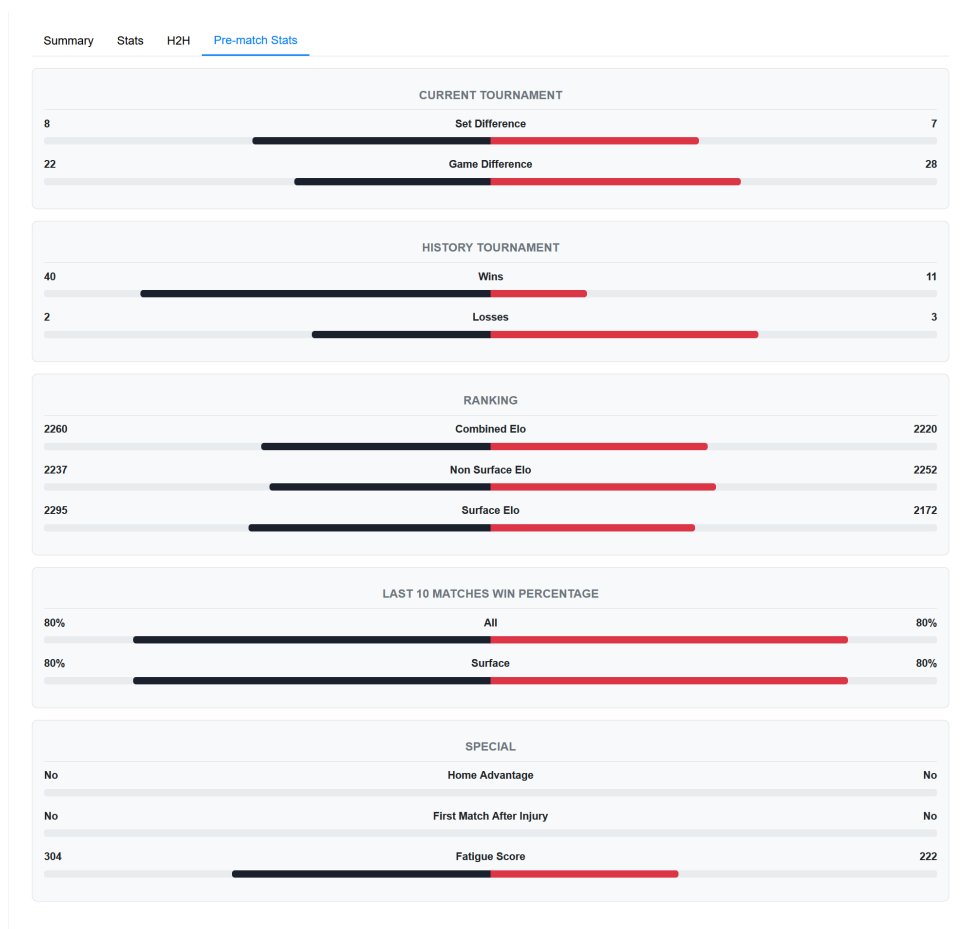 Summary Stats H2H Pre-match Stats
CURRENT TOURNAMENT
8 Set Difference 7
22 Game Difference 28
HISTORY TOURNAMENT
40 Wins 11
2 Losses 3
RANKING
2260 Combined Elo 2220
2237 Non Surface Elo 2252
2295 Surface Elo 2172
LAST 10 MATCHES WIN PERCENTAGE
80% All 80%
80% Surface 80%
SPECIAL
No Home Advantage No
No First Match After Injury No
304 Fatigue Score 222